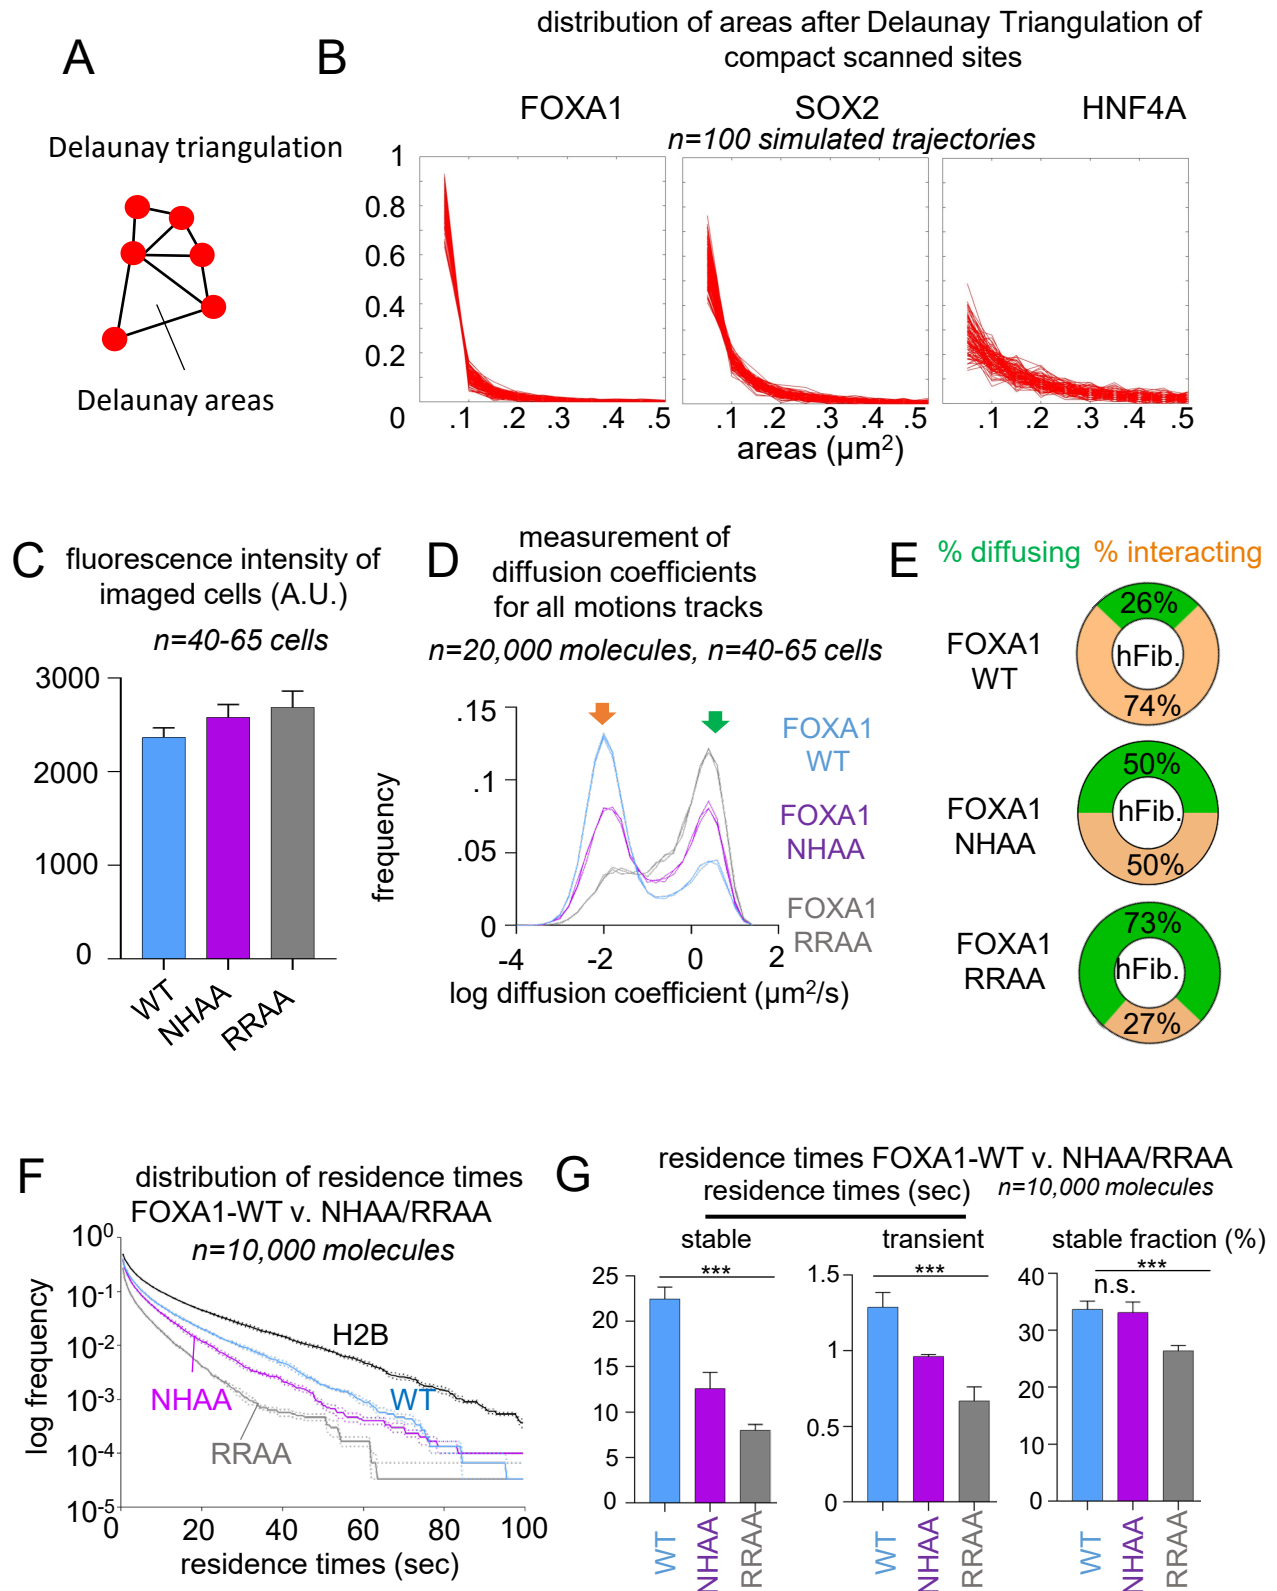 A
Delaunay triangulation
Delaunay areas
B
distribution of areas after Delaunay Triangulation of
compact scanned sites
FOXA1 SOX2 HNF4A
n=100 simulated trajectories
1
0.8
0.6
0.4
0.2
0
.1 .2 .3 .4 .5
.1 .2 .3 .4 .5
.1 .2 .3 .4 .5
areas (µm²)
C
fluorescence intensity of
imaged cells (A.U.)
n=40-65 cells
3000
2000
1000
0
WT NHAA RRAA
D
measurement of
diffusion coefficients
for all motions tracks
n=20,000 molecules, n=40-65 cells
frequency
.15
.1
.05
0
-4 -2 0 2
log diffusion coefficient (µm²/s)
FOXA1
WT
FOXA1
NHAA
FOXA1
RRAA
E
% diffusing % interacting
FOXA1
WT
26%
hFib.
74%
FOXA1
NHAA
50%
hFib.
50%
FOXA1
RRAA
73%
hFib.
27%
F
distribution of residence times
FOXA1-WT v. NHAA/RRAA
n=10,000 molecules
log frequency
10⁰
10⁻¹
10⁻²
10⁻³
10⁻⁴
10⁻⁵
H2B
NHAA
WT
RRAA
0 20 40 60 80 100
residence times (sec)
G
residence times FOXA1-WT v. NHAA/RRAA
residence times (sec) n=10,000 molecules
stable transient stable fraction (%)
***
25
20
15
10
5
0
WT NHAA RRAA
***
1.5
1
0.5
0
WT NHAA RRAA
***
n.s.
40
30
20
10
0
WT NHAA RRAA